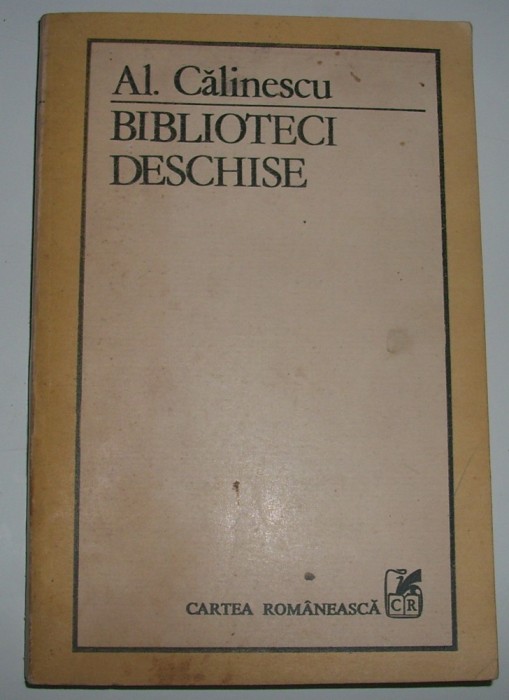 Al. Călinescu
BIBLIOTECI
DESCHISE
CARTEA ROMÂNEASCĂ CR